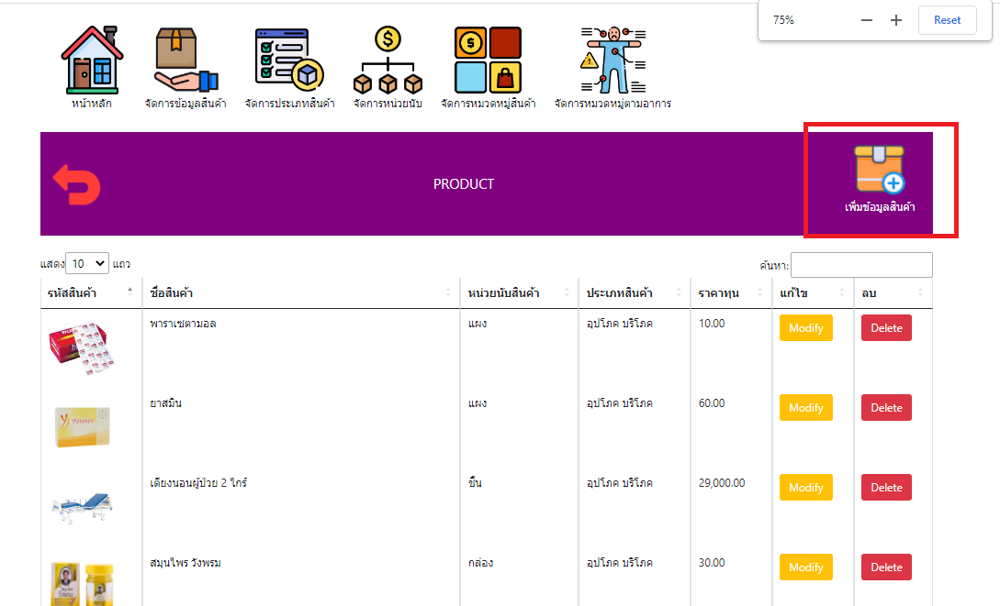 75%
Reset
หน้าหลัก จัดการข้อมูลสินค้า จัดการประเภทสินค้า จัดการหน่วยนับ จัดการหมวดหมู่สินค้า จัดการหมวดหมู่ตามอาการ
PRODUCT
เพิ่มข้อมูลสินค้า
แสดง 10 แถว
ค้นหา:
รหัสสินค้า ชื่อสินค้า หน่วยนับสินค้า ประเภทสินค้า ราคาทุน แก้ไข ลบ
พาราเซตามอล แผง อุปโภค บริโภค 10.00 Modify Delete
ยาสมิน แผง อุปโภค บริโภค 60.00 Modify Delete
Yasmin
เตียงนอนผู้ป่วย 2 ไกร์ ชิ้น อุปโภค บริโภค 29,000.00 Modify Delete
สมุนไพร วังพรม กล่อง อุปโภค บริโภค 30.00 Modify Delete